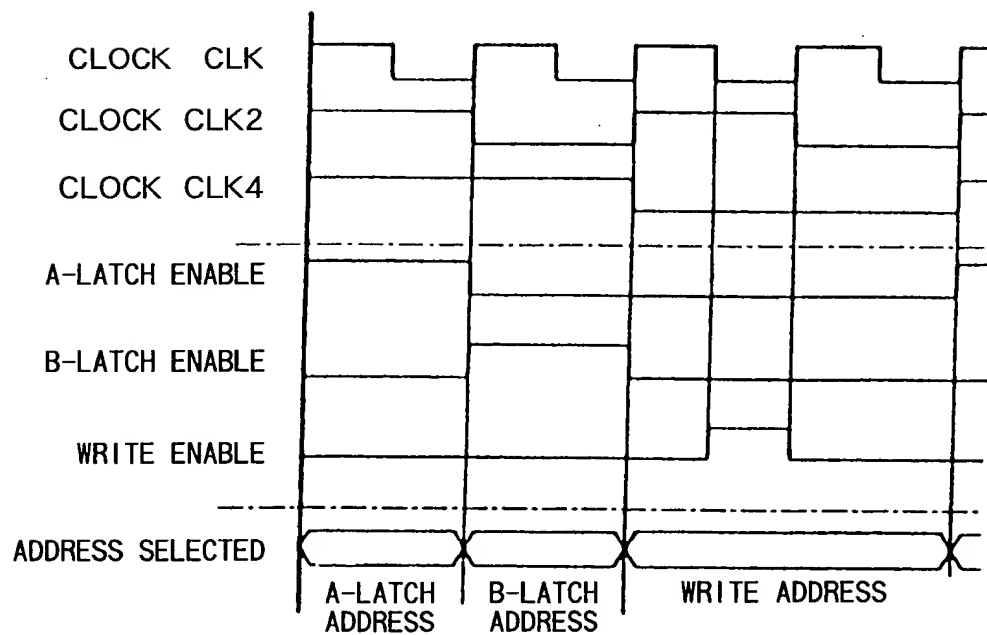 CLOCK CLK
CLOCK CLK2
CLOCK CLK4
A-LATCH ENABLE
B-LATCH ENABLE
WRITE ENABLE
ADDRESS SELECTED
A-LATCH ADDRESS
B-LATCH ADDRESS
WRITE ADDRESS